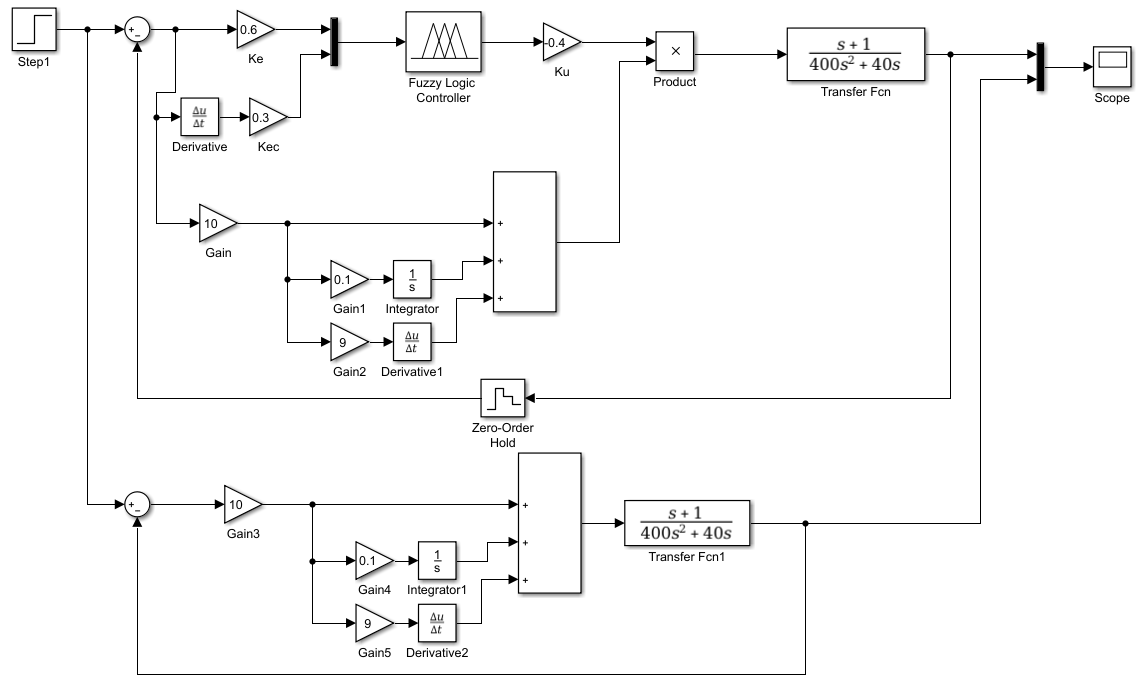 Step1
+
−
0.6
Ke
Δu
Δt
Derivative
0.3
Kec
Fuzzy Logic
Controller
-0.4
Ku
×
Product
s + 1
400s² + 40s
Transfer Fcn
Scope
10
Gain
0.1
Gain1
1
s
Integrator
9
Gain2
Δu
Δt
Derivative1
+
+
+
Zero-Order
Hold
+
−
10
Gain3
0.1
Gain4
1
s
Integrator1
9
Gain5
Δu
Δt
Derivative2
+
+
+
s + 1
400s² + 40s
Transfer Fcn1